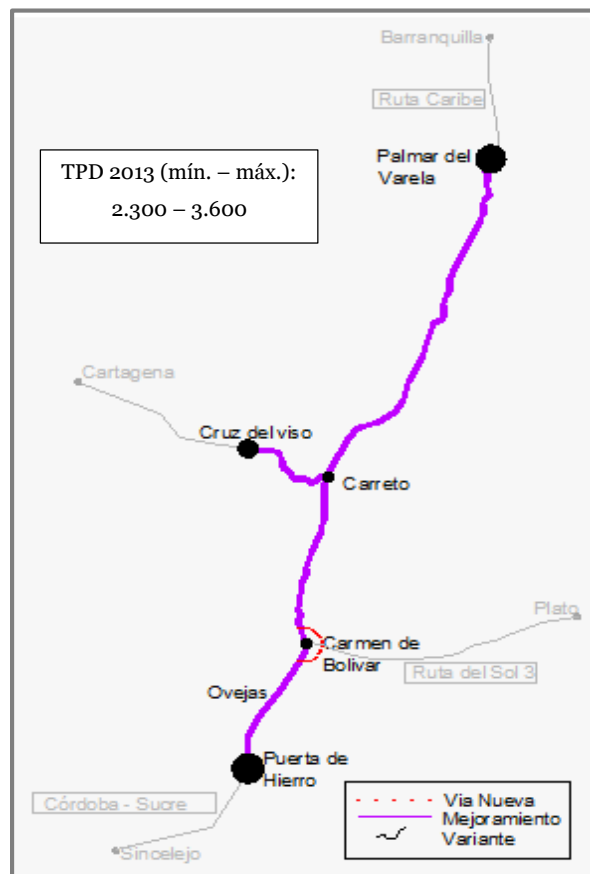 Barranquilla
Ruta Caribe
TPD 2013 (mín. – máx.):
2.300 – 3.600
Palmar del
Varela
Cartagena
Cruz del viso
Carreto
Plato
Carmen de
Bolivar
Ruta del Sol 3
Ovejas
Puerta de
Hierro
Córdoba - Sucre
Sincelejo
Via Nueva
Mejoramiento
Variante